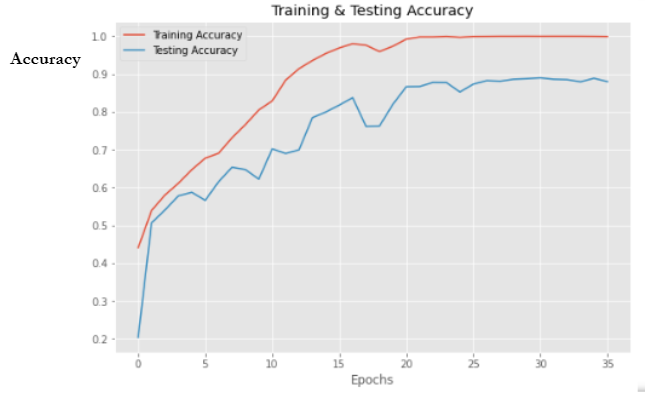 Training & Testing Accuracy
Accuracy
Training Accuracy
Testing Accuracy
1.0
0.9
0.8
0.7
0.6
0.5
0.4
0.3
0.2
0 5 10 15 20 25 30 35
Epochs